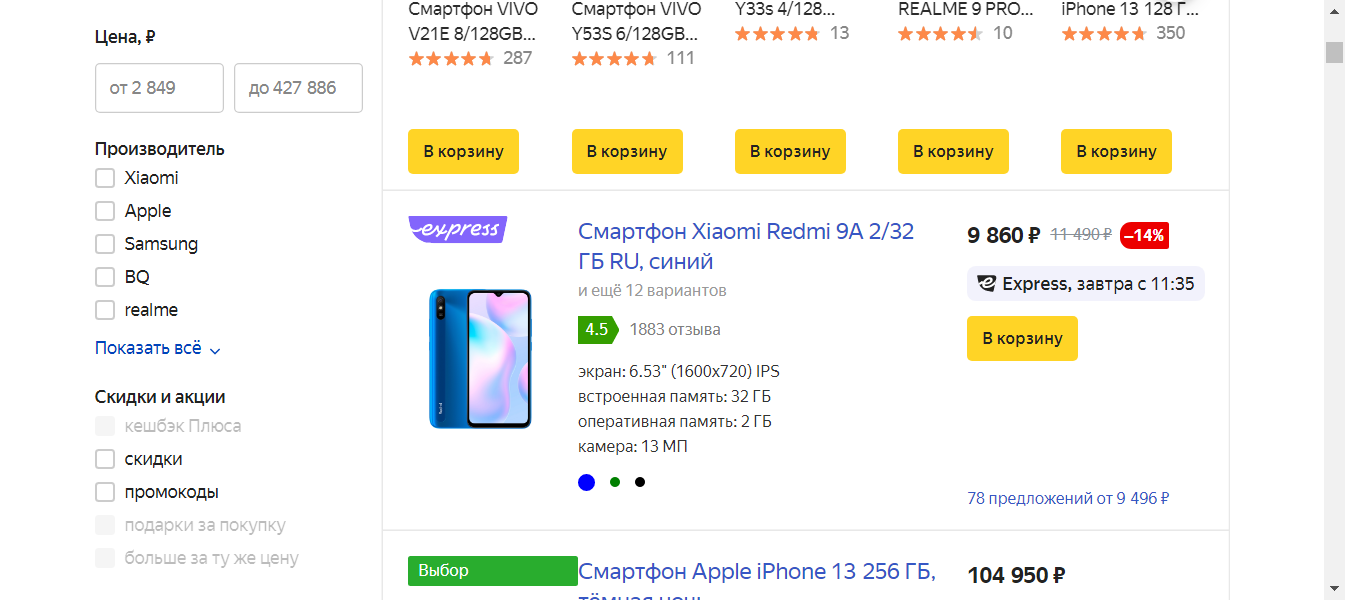 Цена, ₽
от 2 849
до 427 886
Производитель
Xiaomi
Apple
Samsung
BQ
realme
Показать всё
Скидки и акции
кешбэк Плюса
скидки
промокоды
подарки за покупку
больше за ту же цену
Смартфон VIVO
V21E 8/128GB...
287
В корзину
Смартфон VIVO
Y53S 6/128GB...
111
В корзину
Y33s 4/128...
13
В корзину
REALME 9 PRO...
10
В корзину
iPhone 13 128 Г...
350
В корзину
express
Смартфон Xiaomi Redmi 9A 2/32
ГБ RU, синий
и ещё 12 вариантов
4.5 1883 отзыва
экран: 6.53" (1600x720) IPS
встроенная память: 32 ГБ
оперативная память: 2 ГБ
камера: 13 МП
9 860 ₽ 11 490 ₽ –14%
Express, завтра с 11:35
В корзину
78 предложений от 9 496 ₽
Выбор
Смартфон Apple iPhone 13 256 ГБ,
тёмная ночь
104 950 ₽